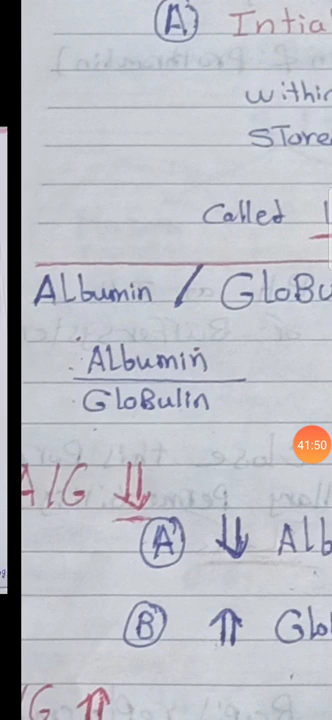 (A) Intia
withi
Store
Called
Albumin / GloBu
Albumin
GloBulin
41:50
A/G ⇓
(A) ⇓ Alb
(B) ⇑ Glo
/G ⇑